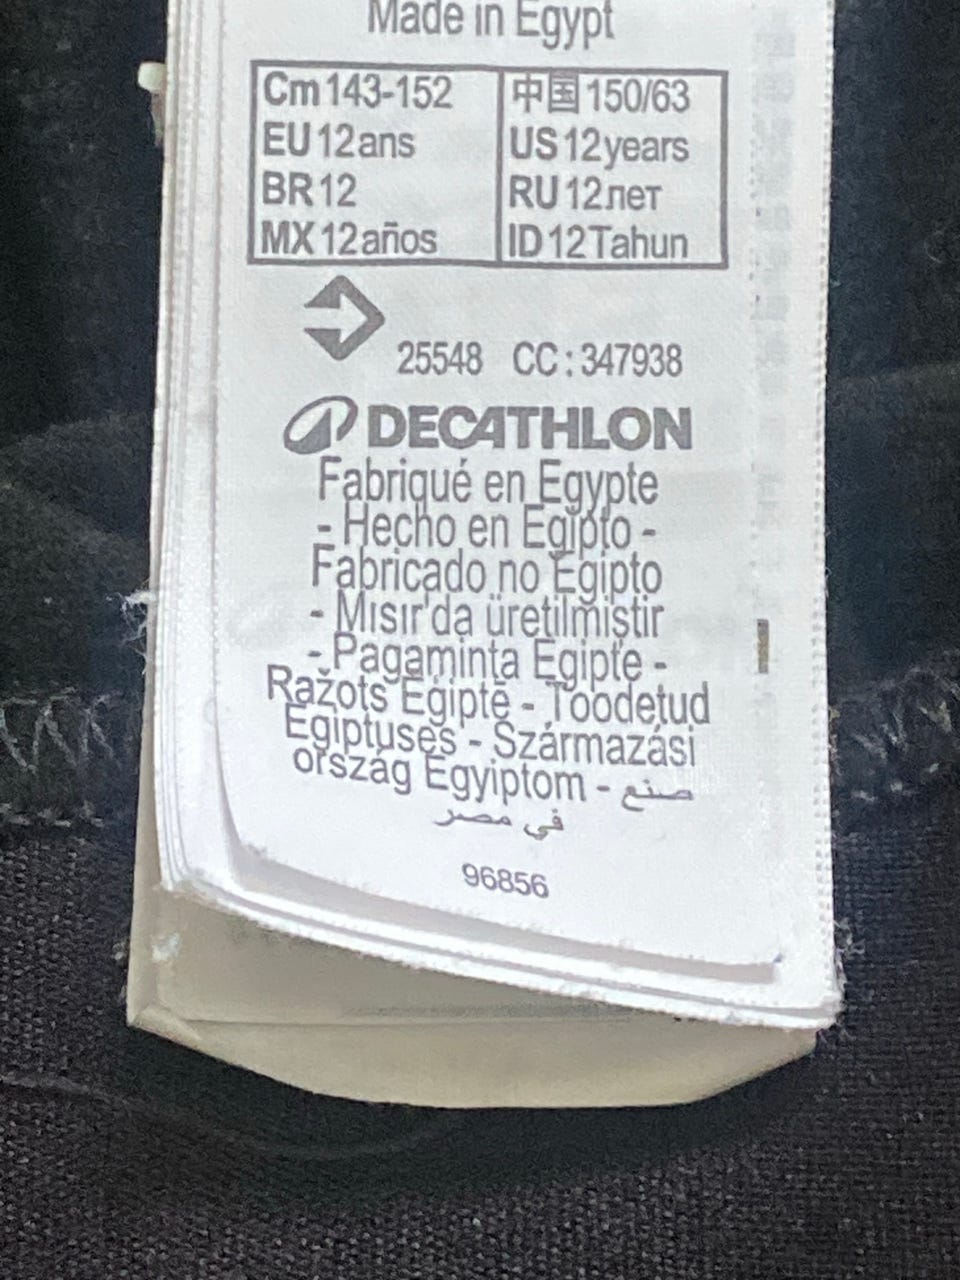 Made in Egypt
Cm 143-152 中国 150/63
EU 12 ans US 12 years
BR 12 RU 12 лет
MX 12 años ID 12 Tahun
25548 CC : 347938
DECATHLON
Fabriqué en Egypte
- Hecho en Egipto -
Fabricado no Egipto
- Mısır'da üretilmiştir
- Pagaminta Egipte -
Ražots Ēģiptē - Toodetud
Egiptuses - Származási
ország Egyiptom - صنع
في مصر
96856